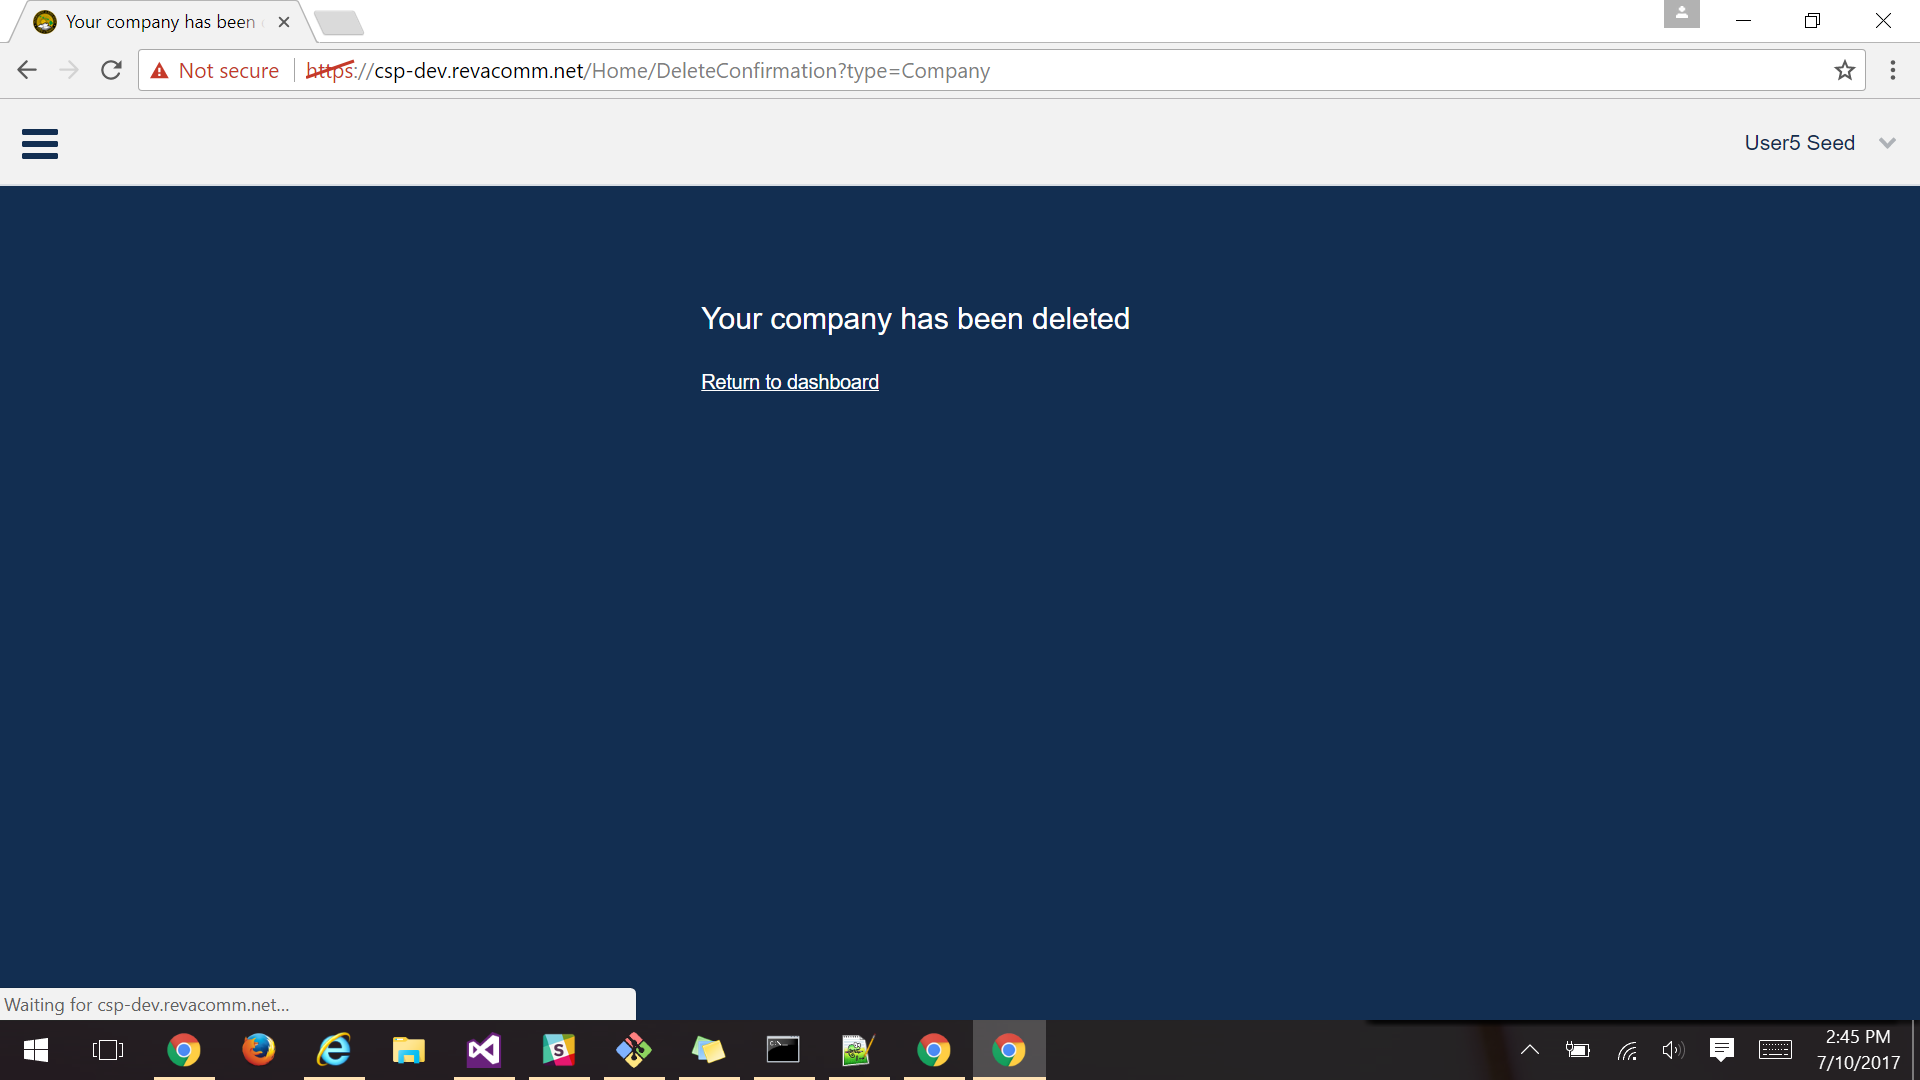 Your company has been
Not secure
https://csp-dev.revacomm.net/Home/DeleteConfirmation?type=Company
User5 Seed
Your company has been deleted
Return to dashboard
Waiting for csp-dev.revacomm.net...
2:45 PM
7/10/2017